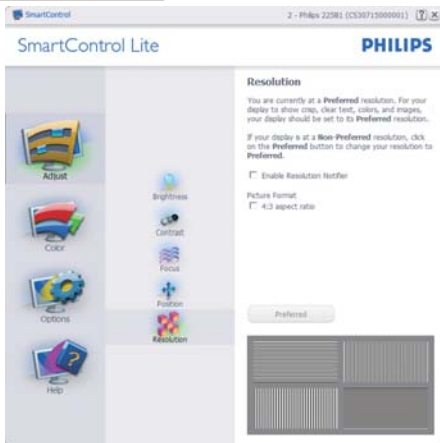 SmartControl
2 - Philips 225B1 (CS30715000001)
SmartControl Lite
PHILIPS
Adjust
Color
Options
Help
Brightness
Contrast
Focus
Position
Resolution
Resolution
You are currently at a Preferred resolution. For your
display to show crisp, clear text, colors, and images,
your display should be set to its Preferred resolution.
If your display is at a Non-Preferred resolution, click
on the Preferred button to change your resolution to
Preferred.
Enable Resolution Notifier
Picture Format
4:3 aspect ratio
Preferred